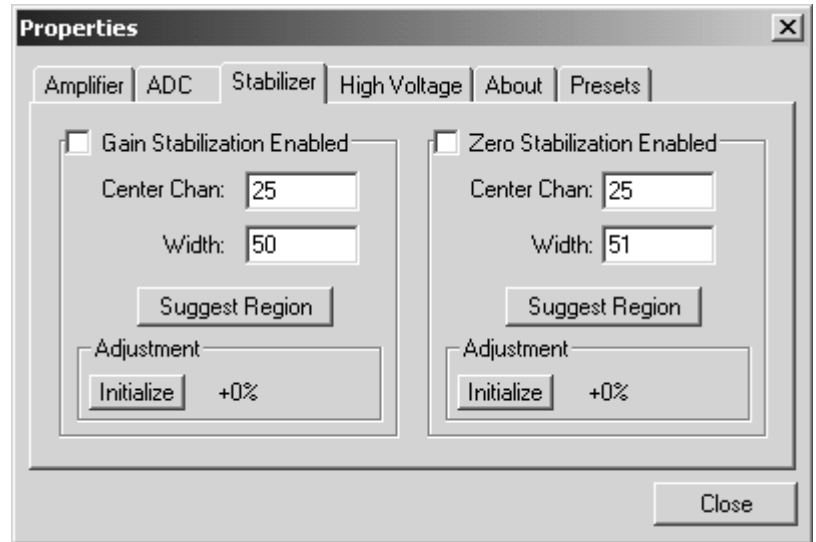 Properties
Amplifier ADC Stabilizer High Voltage About Presets
Gain Stabilization Enabled
Center Chan: 25
Width: 50
Suggest Region
Adjustment
Initialize +0%
Zero Stabilization Enabled
Center Chan: 25
Width: 51
Suggest Region
Adjustment
Initialize +0%
Close